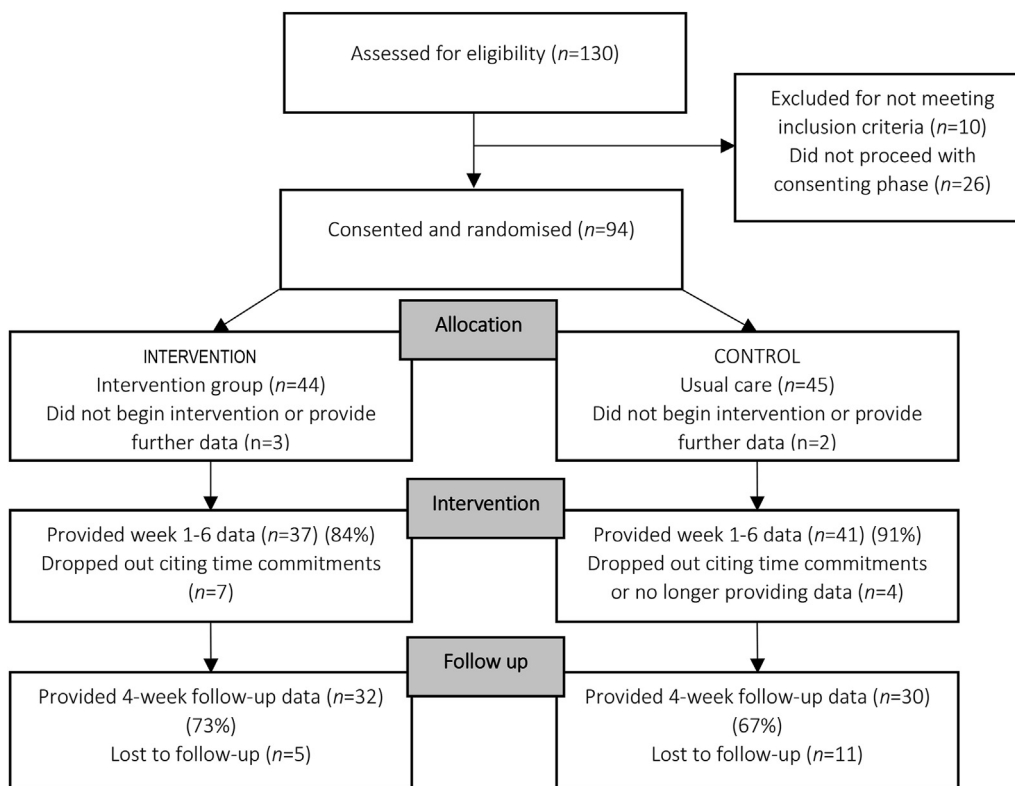 Assessed for eligibility (n=130)
Excluded for not meeting
inclusion criteria (n=10)
Did not proceed with
consenting phase (n=26)
Consented and randomised (n=94)
Allocation
INTERVENTION
Intervention group (n=44)
Did not begin intervention or provide
further data (n=3)
CONTROL
Usual care (n=45)
Did not begin intervention or provide
further data (n=2)
Intervention
Provided week 1-6 data (n=37) (84%)
Dropped out citing time commitments
(n=7)
Provided week 1-6 data (n=41) (91%)
Dropped out citing time commitments
or no longer providing data (n=4)
Follow up
Provided 4-week follow-up data (n=32)
(73%)
Lost to follow-up (n=5)
Provided 4-week follow-up data (n=30)
(67%)
Lost to follow-up (n=11)